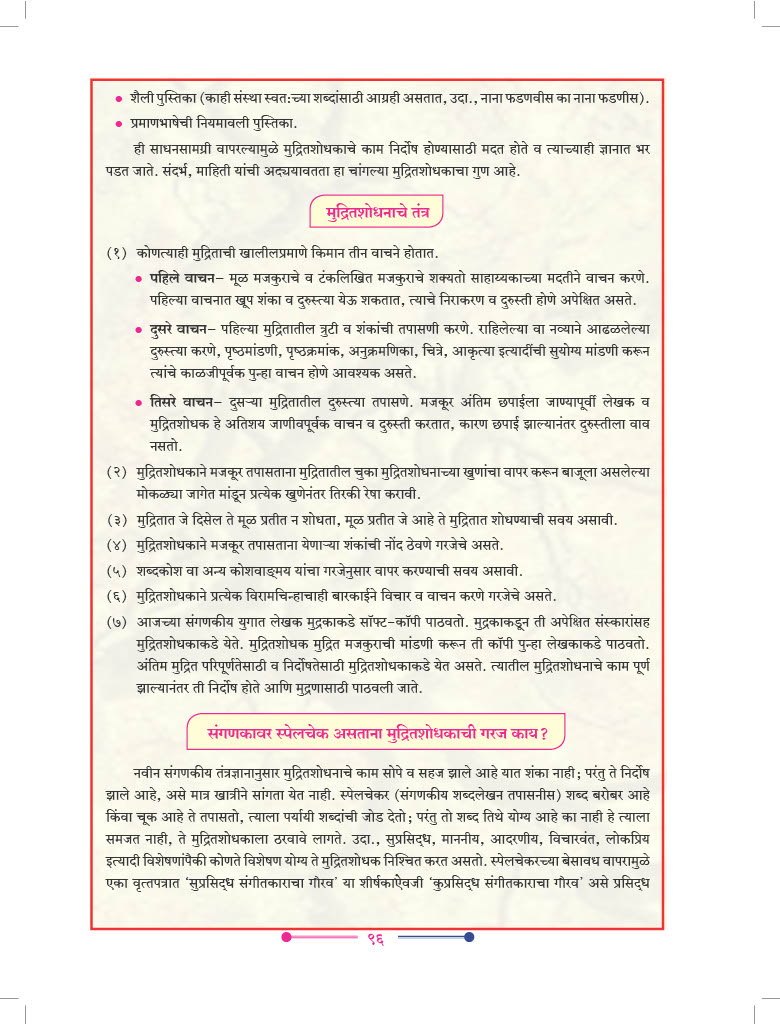 • शैली पुस्तिका (काही संस्था स्वत:च्या शब्दांसाठी आग्रही असतात, उदा., नाना फडणवीस का नाना फडणीस).
• प्रमाणभाषेची नियमावली पुस्तिका.
ही साधनसामग्री वापरल्यामुळे मुद्रितशोधकाचे काम निर्दोष होण्यासाठी मदत होते व त्याच्याही ज्ञानात भर
पडत जाते. संदर्भ, माहिती यांची अद्ययावतता हा चांगल्या मुद्रितशोधकाचा गुण आहे.
मुद्रितशोधनाचे तंत्र
(१) कोणत्याही मुद्रिताची खालीलप्रमाणे किमान तीन वाचने होतात.
• पहिले वाचन– मूळ मजकुराचे व टंकलिखित मजकुराचे शक्यतो साहाय्यकाच्या मदतीने वाचन करणे.
पहिल्या वाचनात खूप शंका व दुरुस्त्या येऊ शकतात, त्याचे निराकरण व दुरुस्ती होणे अपेक्षित असते.
• दुसरे वाचन– पहिल्या मुद्रितातील त्रुटी व शंकांची तपासणी करणे. राहिलेल्या वा नव्याने आढळलेल्या
दुरुस्त्या करणे, पृष्ठमांडणी, पृष्ठक्रमांक, अनुक्रमणिका, चित्रे, आकृत्या इत्यादींची सुयोग्य मांडणी करून
त्यांचे काळजीपूर्वक पुन्हा वाचन होणे आवश्यक असते.
• तिसरे वाचन– दुसऱ्या मुद्रितातील दुरुस्त्या तपासणे. मजकूर अंतिम छपाईला जाण्यापूर्वी लेखक व
मुद्रितशोधक हे अतिशय जाणीवपूर्वक वाचन व दुरुस्ती करतात, कारण छपाई झाल्यानंतर दुरुस्तीला वाव
नसतो.
(२) मुद्रितशोधकाने मजकूर तपासताना मुद्रितातील चुका मुद्रितशोधनाच्या खुणांचा वापर करून बाजूला असलेल्या
मोकळ्या जागेत मांडून प्रत्येक खुणेनंतर तिरकी रेषा करावी.
(३) मुद्रितात जे दिसेल ते मूळ प्रतीत न शोधता, मूळ प्रतीत जे आहे ते मुद्रितात शोधण्याची सवय असावी.
(४) मुद्रितशोधकाने मजकूर तपासताना येणाऱ्या शंकांची नोंद ठेवणे गरजेचे असते.
(५) शब्दकोश वा अन्य कोशवाङ्मय यांचा गरजेनुसार वापर करण्याची सवय असावी.
(६) मुद्रितशोधकाने प्रत्येक विरामचिन्हाचाही बारकाईने विचार व वाचन करणे गरजेचे असते.
(७) आजच्या संगणकीय युगात लेखक मुद्रकाकडे सॉफ्ट-कॉपी पाठवतो. मुद्रकाकडून ती अपेक्षित संस्कारांसह
मुद्रितशोधकाकडे येते. मुद्रितशोधक मुद्रित मजकुराची मांडणी करून ती कॉपी पुन्हा लेखकाकडे पाठवतो.
अंतिम मुद्रित परिपूर्णतेसाठी व निर्दोषतेसाठी मुद्रितशोधकाकडे येत असते. त्यातील मुद्रितशोधनाचे काम पूर्ण
झाल्यानंतर ती निर्दोष होते आणि मुद्रणासाठी पाठवली जाते.
संगणकावर स्पेलचेक असताना मुद्रितशोधकाची गरज काय?
नवीन संगणकीय तंत्रज्ञानानुसार मुद्रितशोधनाचे काम सोपे व सहज झाले आहे यात शंका नाही; परंतु ते निर्दोष
झाले आहे, असे मात्र खात्रीने सांगता येत नाही. स्पेलचेकर (संगणकीय शब्दलेखन तपासनीस) शब्द बरोबर आहे
किंवा चूक आहे ते तपासतो, त्याला पर्यायी शब्दांची जोड देतो; परंतु तो शब्द तिथे योग्य आहे का नाही हे त्याला
समजत नाही, ते मुद्रितशोधकाला ठरवावे लागते. उदा., सुप्रसिद्ध, माननीय, आदरणीय, विचारवंत, लोकप्रिय
इत्यादी विशेषणांपैकी कोणते विशेषण योग्य ते मुद्रितशोधक निश्चित करत असतो. स्पेलचेकरच्या बेसावध वापरामुळे
एका वृत्तपत्रात 'सुप्रसिद्ध संगीतकाराचा गौरव' या शीर्षकाऐवजी 'कुप्रसिद्ध संगीतकाराचा गौरव' असे प्रसिद्ध
९६